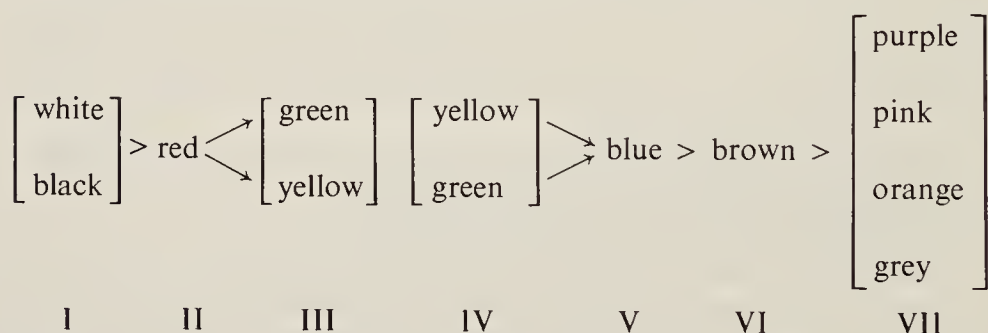 purple
white green yellow pink
> red blue > brown >
black yellow green orange
grey
I II III IV V VI VII